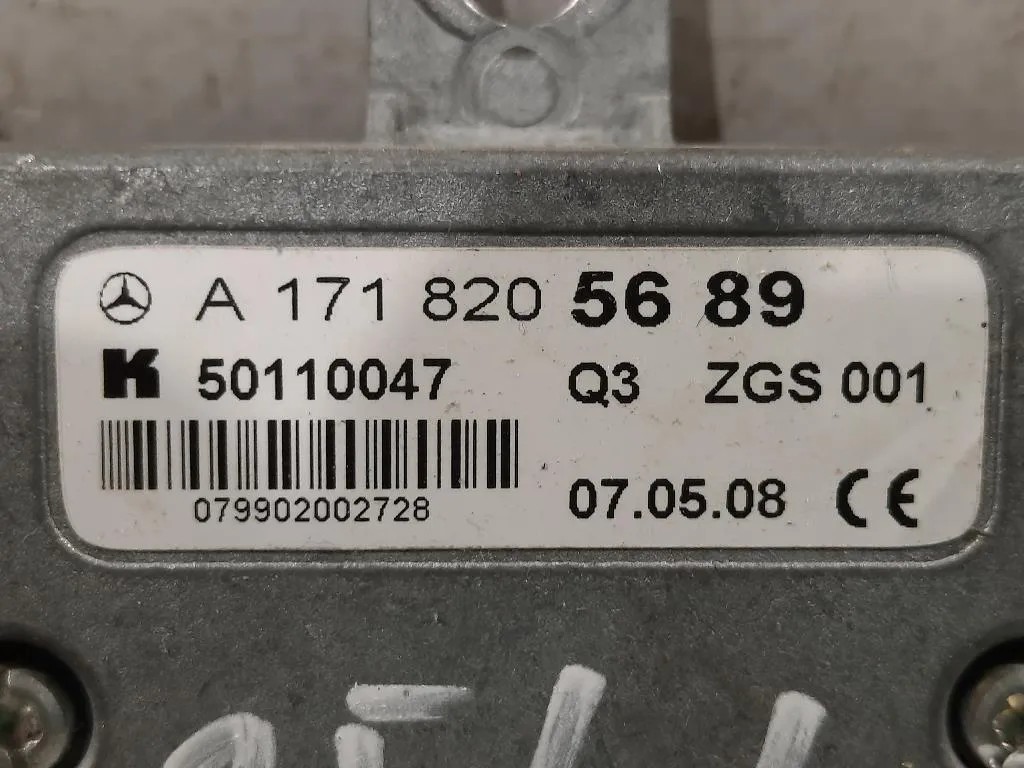 A 171 820 56 89
K 50110047 Q3 ZGS 001
079902002728
07.05.08 CE